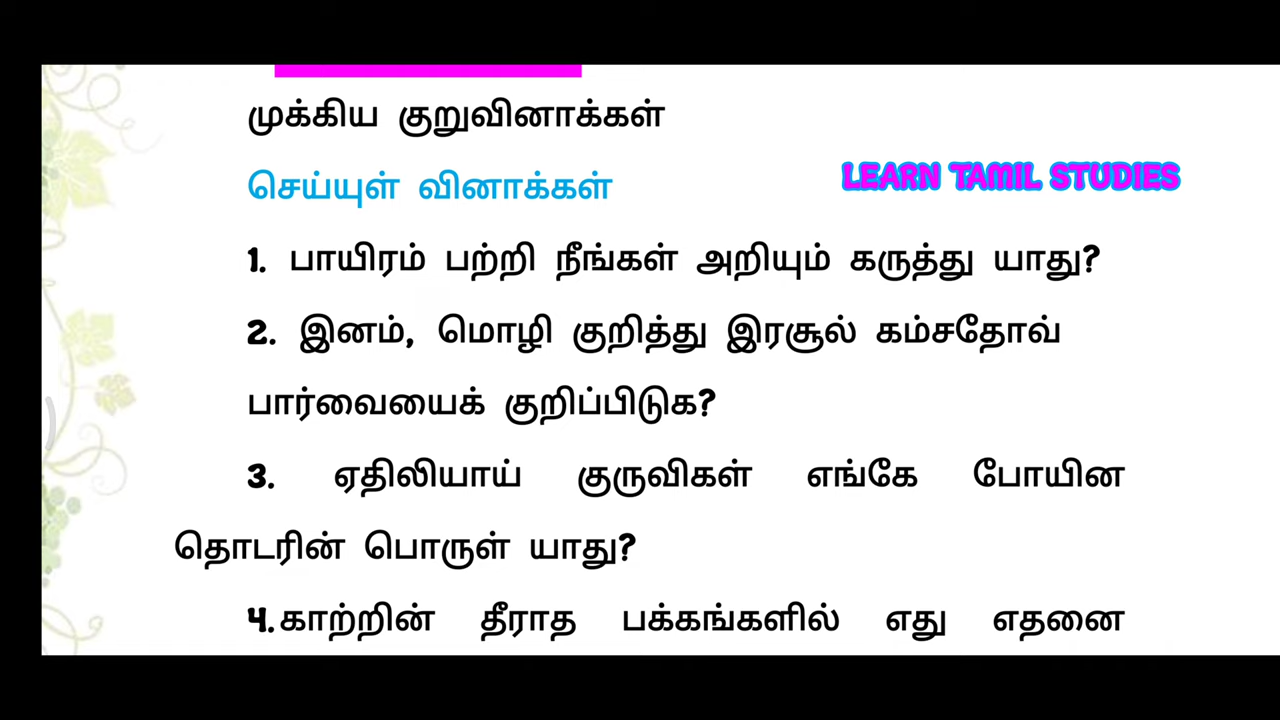 முக்கிய குறுவினாக்கள்
செய்யுள் வினாக்கள்
LEARN TAMIL STUDIES
1. பாயிரம் பற்றி நீங்கள் அறியும் கருத்து யாது?
2. இனம், மொழி குறித்து இரசூல் கம்சதோவ்
பார்வையைக் குறிப்பிடுக?
3. ஏதிலியாய் குருவிகள் எங்கே போயின
தொடரின் பொருள் யாது?
4.காற்றின் தீராத பக்கங்களில் எது எதனை